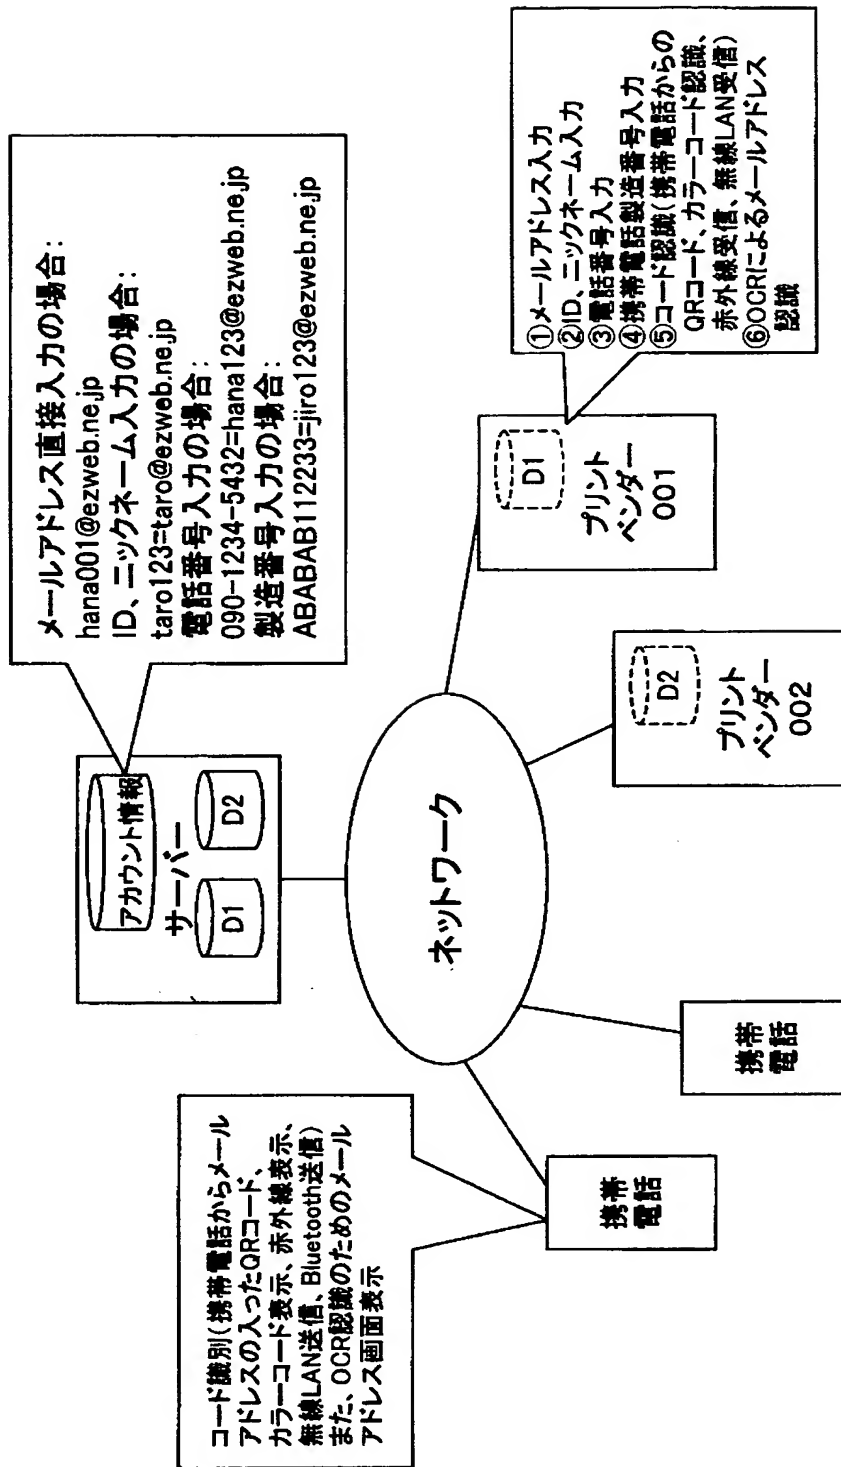 メールアドレス直接入力の場合:
hana001@ezweb.ne.jp
ID、ニックネーム入力の場合:
taro123=taro@ezweb.ne.jp
電話番号入力の場合:
090-1234-5432=hana123@ezweb.ne.jp
製造番号入力の場合:
ABABAB112233=jiro123@ezweb.ne.jp
アカウント情報
サーバー
D1
D2
コード識別(携帯電話からメール
アドレスの入ったQRコード、
カラーコード表示、赤外線表示、
無線LAN送信、Bluetooth送信)
また、OCR認識のためのメール
アドレス画面表示
ネットワーク
①メールアドレス入力
②ID、ニックネーム入力
③電話番号入力
④携帯電話製造番号入力
⑤コード認識(携帯電話からの
QRコード、カラーコード認識、
赤外線受信、無線LAN受信)
⑥OCRによるメールアドレス
認識
携帯
電話
携帯
電話
D2
プリント
ベンダー
002
D1
プリント
ベンダー
001